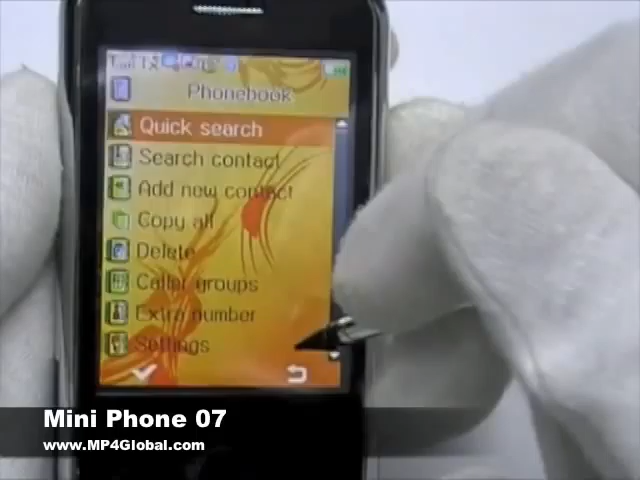 Phonebook
Quick search
Search contact
Add new contact
Copy all
Delete
Caller groups
Extra number
Settings
Mini Phone 07
www.MP4Global.com